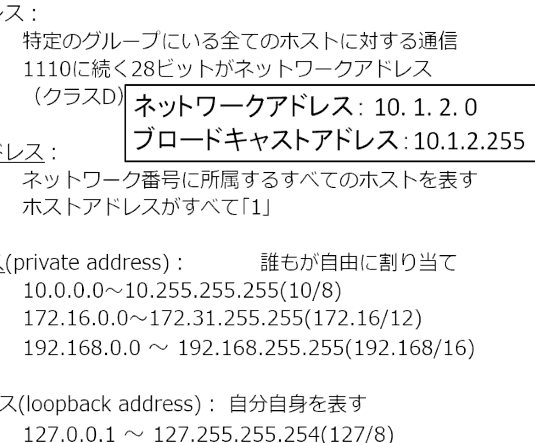 ス：
特定のグループにいる全てのホストに対する通信
1110に続く28ビットがネットワークアドレス
（クラスD）
ネットワークアドレス：10. 1. 2. 0
ブロードキャストアドレス：10.1.2.255
ドレス：
ネットワーク番号に所属するすべてのホストを表す
ホストアドレスがすべて「1」
(private address)： 誰もが自由に割り当て
10.0.0.0～10.255.255.255(10/8)
172.16.0.0～172.31.255.255(172.16/12)
192.168.0.0 ～ 192.168.255.255(192.168/16)
ス(loopback address)： 自分自身を表す
127.0.0.1 ～ 127.255.255.254(127/8)